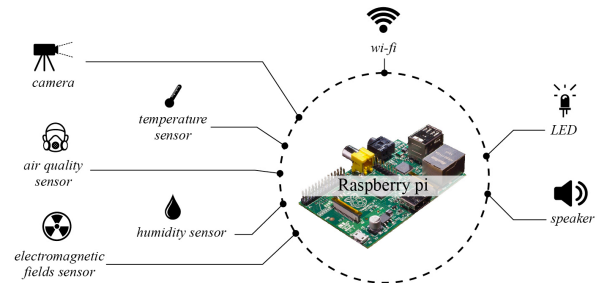 wi-fi
camera
temperature
sensor
LED
air quality
sensor
Raspberry pi
humidity sensor
speaker
electromagnetic
fields sensor